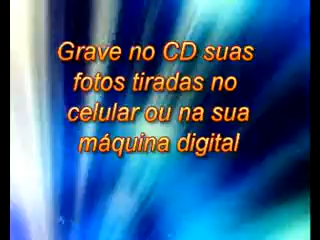 Grave no CD suas
fotos tiradas no
celular ou na sua
máquina digital